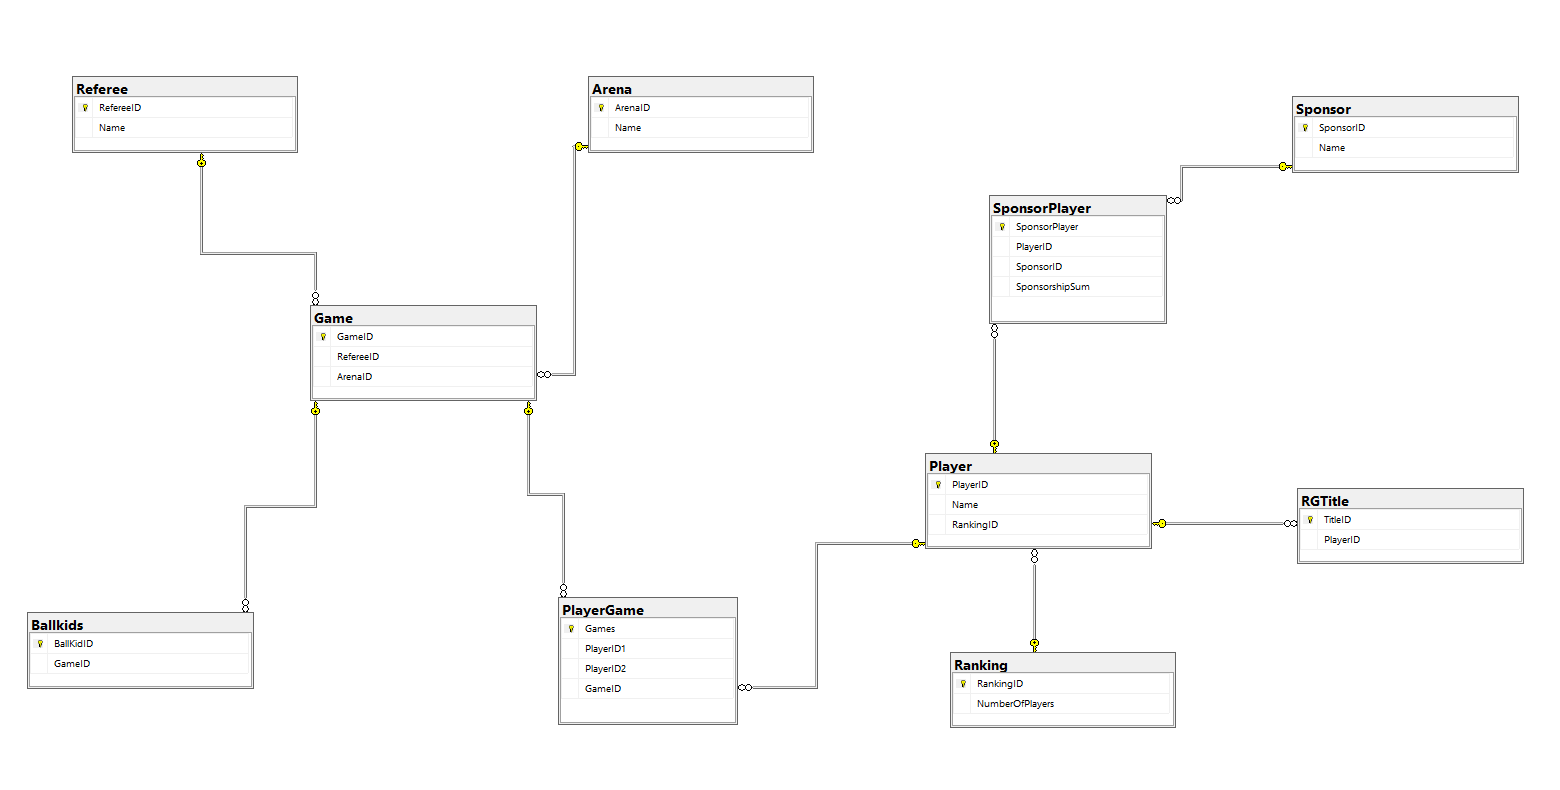 Referee
RefereeID
Name
Arena
ArenaID
Name
Sponsor
SponsorID
Name
SponsorPlayer
SponsorPlayer
PlayerID
SponsorID
SponsorshipSum
Game
GameID
RefereeID
ArenaID
Player
PlayerID
Name
RankingID
RGTitle
TitleID
PlayerID
Ballkids
BallKidID
GameID
PlayerGame
Games
PlayerID1
PlayerID2
GameID
Ranking
RankingID
NumberOfPlayers